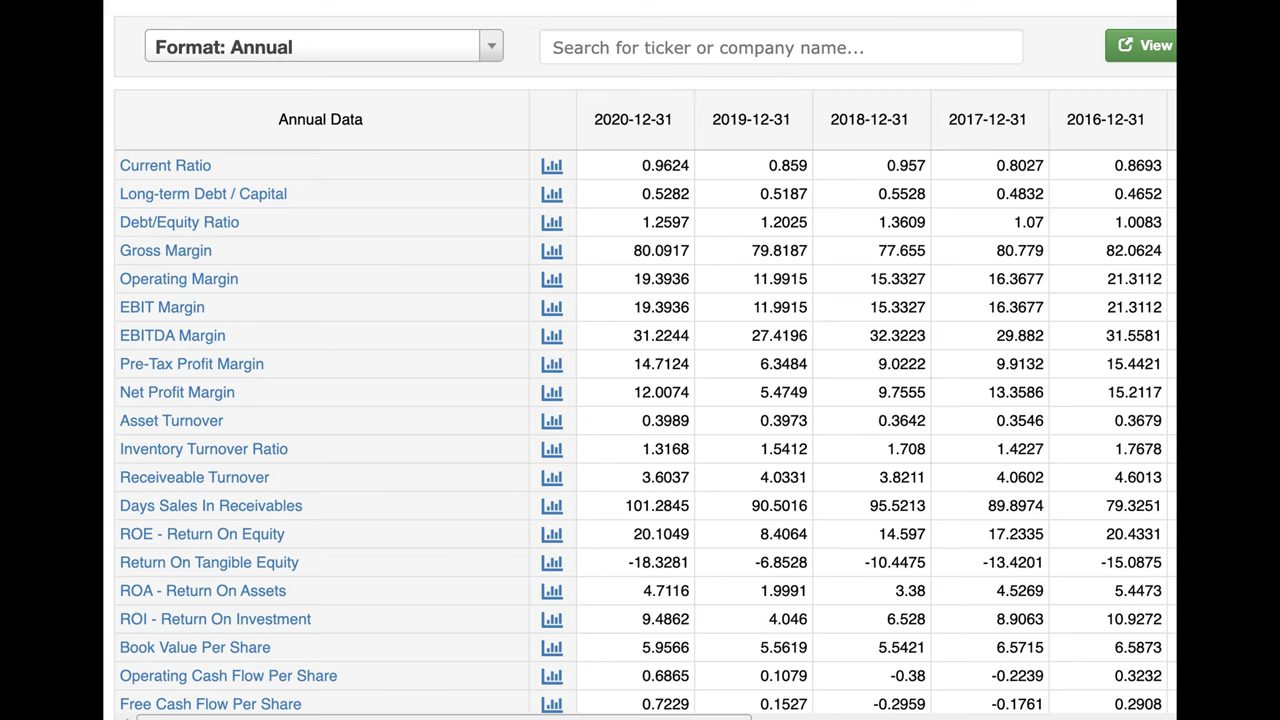 Format: Annual Search for ticker or company name... View
Annual Data 2020-12-31 2019-12-31 2018-12-31 2017-12-31 2016-12-31
Current Ratio 0.9624 0.859 0.957 0.8027 0.8693
Long-term Debt / Capital 0.5282 0.5187 0.5528 0.4832 0.4652
Debt/Equity Ratio 1.2597 1.2025 1.3609 1.07 1.0083
Gross Margin 80.0917 79.8187 77.655 80.779 82.0624
Operating Margin 19.3936 11.9915 15.3327 16.3677 21.3112
EBIT Margin 19.3936 11.9915 15.3327 16.3677 21.3112
EBITDA Margin 31.2244 27.4196 32.3223 29.882 31.5581
Pre-Tax Profit Margin 14.7124 6.3484 9.0222 9.9132 15.4421
Net Profit Margin 12.0074 5.4749 9.7555 13.3586 15.2117
Asset Turnover 0.3989 0.3973 0.3642 0.3546 0.3679
Inventory Turnover Ratio 1.3168 1.5412 1.708 1.4227 1.7678
Receiveable Turnover 3.6037 4.0331 3.8211 4.0602 4.6013
Days Sales In Receivables 101.2845 90.5016 95.5213 89.8974 79.3251
ROE - Return On Equity 20.1049 8.4064 14.597 17.2335 20.4331
Return On Tangible Equity -18.3281 -6.8528 -10.4475 -13.4201 -15.0875
ROA - Return On Assets 4.7116 1.9991 3.38 4.5269 5.4473
ROI - Return On Investment 9.4862 4.046 6.528 8.9063 10.9272
Book Value Per Share 5.9566 5.5619 5.5421 6.5715 6.5873
Operating Cash Flow Per Share 0.6865 0.1079 -0.38 -0.2239 0.3232
Free Cash Flow Per Share 0.7229 0.1527 -0.2959 -0.1761 0.2908